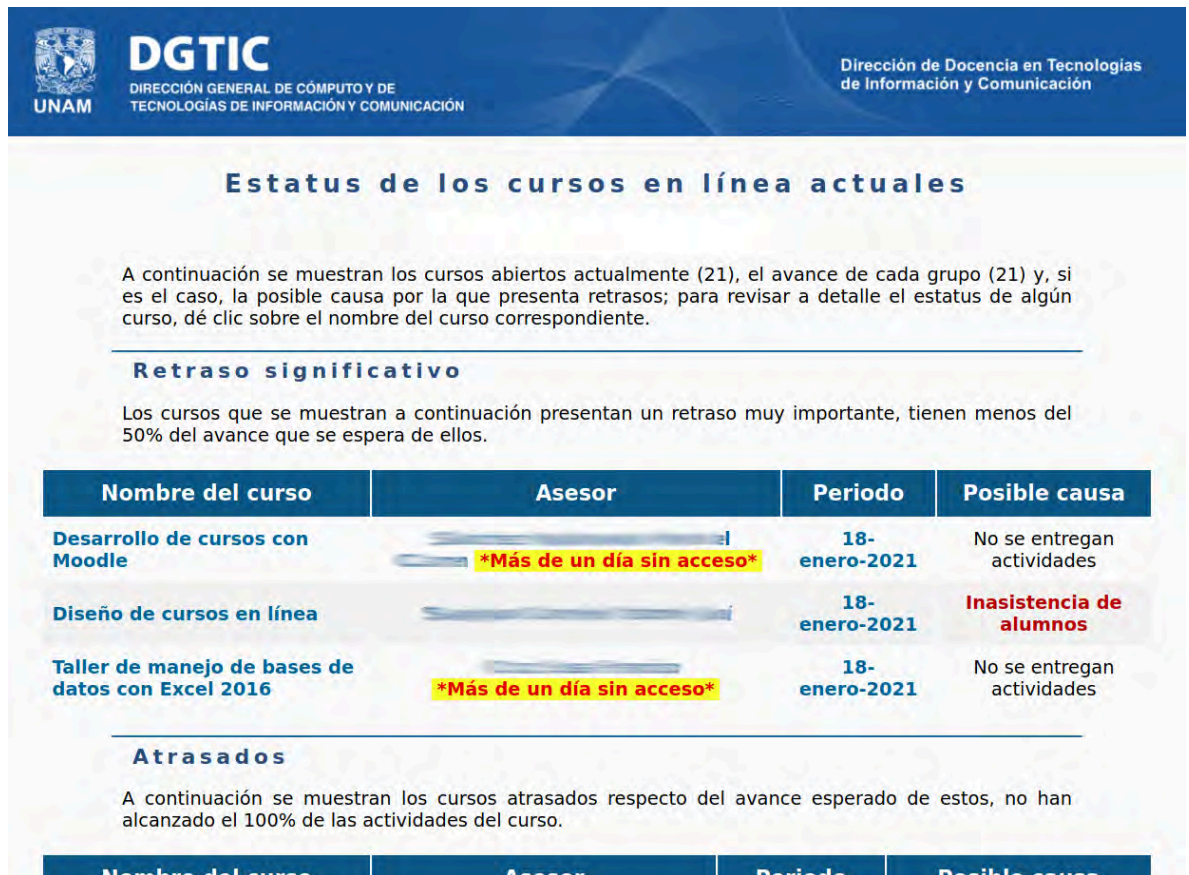 UNAM
DGTIC
DIRECCIÓN GENERAL DE CÓMPUTO Y DE
TECNOLOGÍAS DE INFORMACIÓN Y COMUNICACIÓN
Dirección de Docencia en Tecnologías
de Información y Comunicación
Estatus de los cursos en línea actuales
A continuación se muestran los cursos abiertos actualmente (21), el avance de cada grupo (21) y, si
es el caso, la posible causa por la que presenta retrasos; para revisar a detalle el estatus de algún
curso, dé clic sobre el nombre del curso correspondiente.
Retraso significativo
Los cursos que se muestran a continuación presentan un retraso muy importante, tienen menos del
50% del avance que se espera de ellos.
Nombre del curso Asesor Periodo Posible causa
Desarrollo de cursos con 18- No se entregan
Moodle *Más de un día sin acceso* enero-2021 actividades
Diseño de cursos en línea 18-enero-2021 Inasistencia de alumnos
Taller de manejo de bases de 18- No se entregan
datos con Excel 2016 *Más de un día sin acceso* enero-2021 actividades
Atrasados
A continuación se muestran los cursos atrasados respecto del avance esperado de estos, no han
alcanzado el 100% de las actividades del curso.
Nombre del curso Asesor Periodo Posible causa